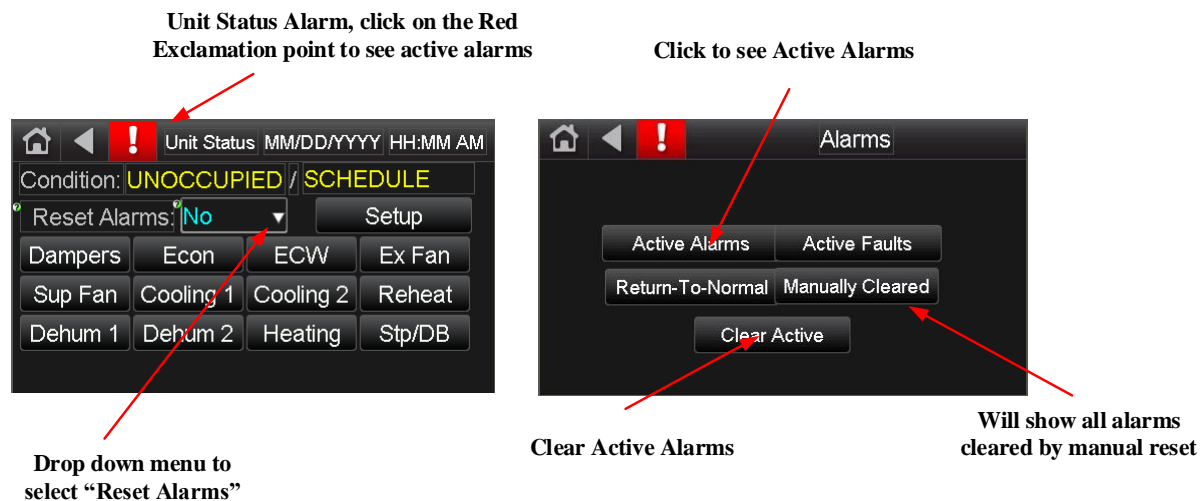 Unit Status Alarm, click on the Red
Exclamation point to see active alarms
Click to see Active Alarms
! Unit Status MM/DD/YYYY HH:MM AM
Condition: UNOCCUPIED / SCHEDULE
? Reset Alarms: ? No Setup
Dampers Econ ECW Ex Fan
Sup Fan Cooling 1 Cooling 2 Reheat
Dehum 1 Dehum 2 Heating Stp/DB
Drop down menu to
select “Reset Alarms”
! Alarms
Active Alarms Active Faults
Return-To-Normal Manually Cleared
Clear Active
Clear Active Alarms
Will show all alarms
cleared by manual reset